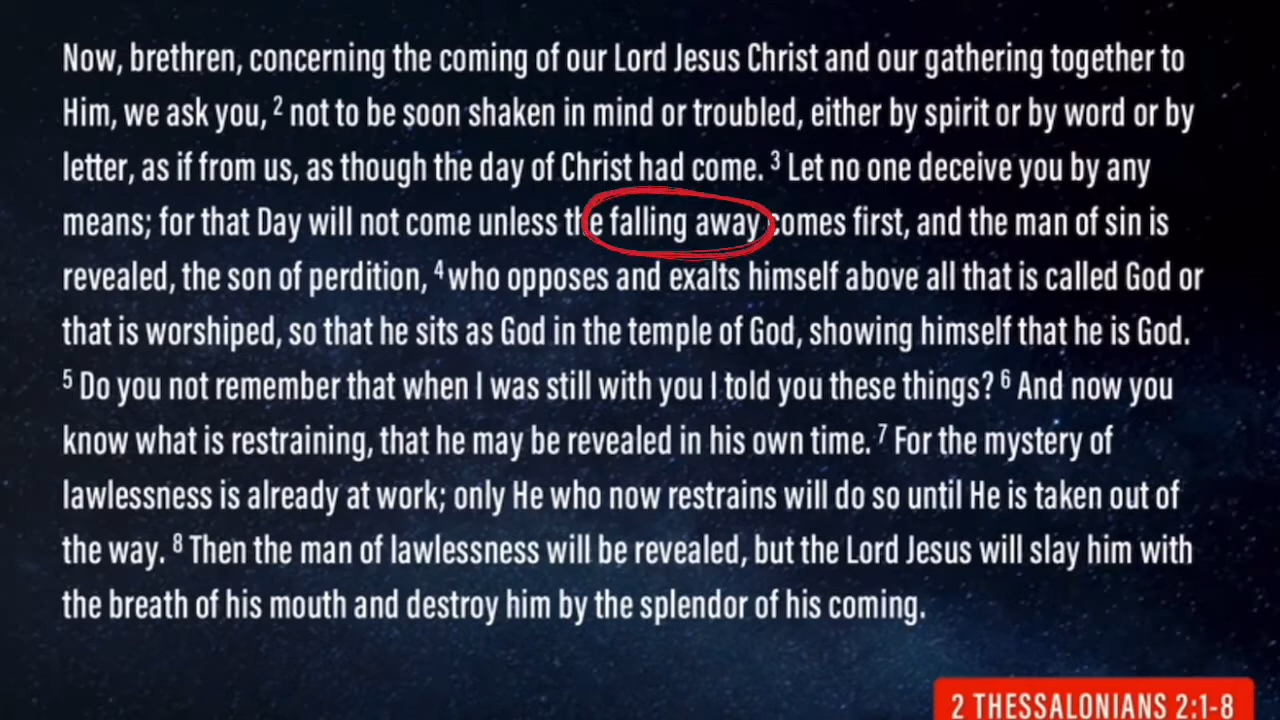 Now, brethren, concerning the coming of our Lord Jesus Christ and our gathering together to
Him, we ask you, 2 not to be soon shaken in mind or troubled, either by spirit or by word or by
letter, as if from us, as though the day of Christ had come. 3 Let no one deceive you by any
means; for that Day will not come unless the falling away comes first, and the man of sin is
revealed, the son of perdition, 4 who opposes and exalts himself above all that is called God or
that is worshiped, so that he sits as God in the temple of God, showing himself that he is God.
5 Do you not remember that when I was still with you I told you these things? 6 And now you
know what is restraining, that he may be revealed in his own time. 7 For the mystery of
lawlessness is already at work; only He who now restrains will do so until He is taken out of
the way. 8 Then the man of lawlessness will be revealed, but the Lord Jesus will slay him with
the breath of his mouth and destroy him by the splendor of his coming.
2 THESSALONIANS 2:1-8